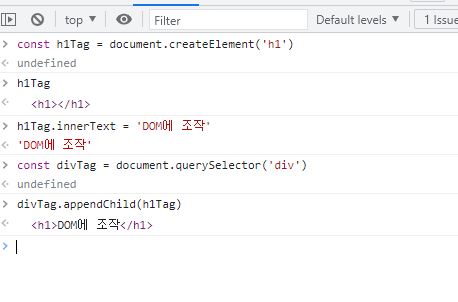 top Filter Default levels 1 Issue
> const h1Tag = document.createElement('h1')
undefined
> h1Tag
<h1></h1>
> h1Tag.innerText = 'DOM에 조작'
'DOM에 조작'
> const divTag = document.querySelector('div')
undefined
> divTag.appendChild(h1Tag)
<h1>DOM에 조작</h1>
>